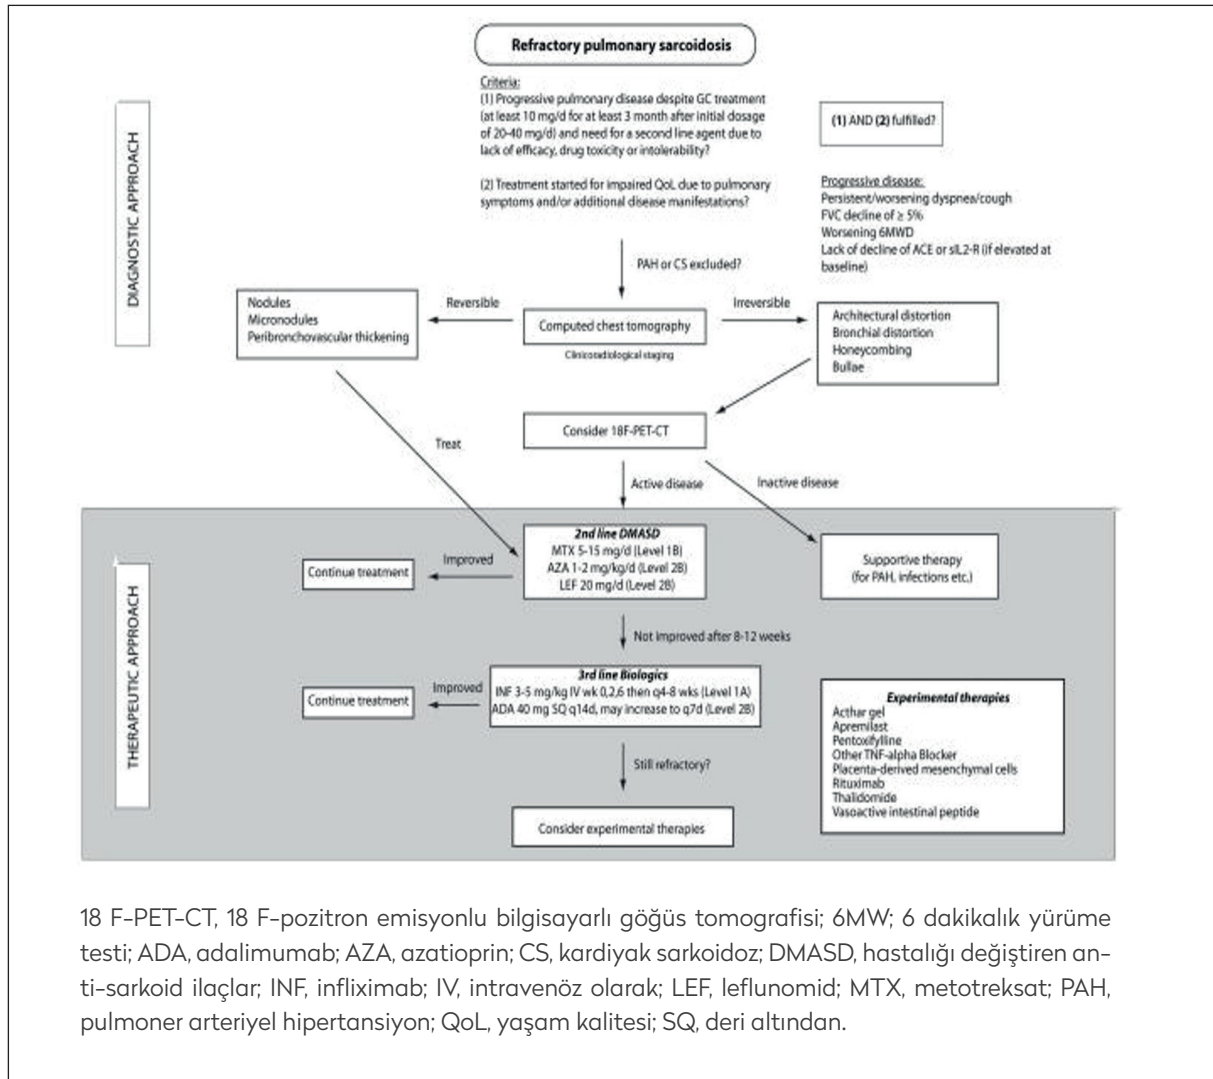 Refractory pulmonary sarcoidosis
DIAGNOSTIC APPROACH
Criteria:
(1) Progressive pulmonary disease despite GC treatment
(at least 10 mg/d for at least 3 month after initial dosage
of 20-40 mg/d) and need for a second line agent due to
lack of efficacy, drug toxicity or intolerability?
(2) Treatment started for impaired QoL due to pulmonary
symptoms and/or additional disease manifestations?
(1) AND (2) fulfilled?
Progressive disease:
Persistent/worsening dyspnea/cough
FVC decline of ≥ 5%
Worsening 6MWD
Lack of decline of ACE or sIL2-R (if elevated at
baseline)
PAH or CS excluded?
Nodules
Micronodules
Peribronchovascular thickening
Reversible
Computed chest tomography
Clinicoradiological staging
Irreversible
Architectural distortion
Bronchial distortion
Honeycombing
Bullae
Consider 18F-PET-CT
Treat
Active disease
Inactive disease
THERAPEUTIC APPROACH
2nd line DMASD
MTX 5-15 mg/d (Level 1B)
AZA 1-2 mg/kg/d (Level 2B)
LEF 20 mg/d (Level 2B)
Improved
Continue treatment
Supportive therapy
(for PAH, infections etc.)
Not improved after 8-12 weeks
3rd line Biologics
INF 3-5 mg/kg IV wk 0,2,6 then q4-8 wks (Level 1A)
ADA 40 mg SQ q14d, may increase to q7d (Level 2B)
Improved
Continue treatment
Still refractory?
Consider experimental therapies
Experimental therapies
Acthar gel
Apremilast
Pentoxifylline
Other TNF-alpha Blocker
Placenta-derived mesenchymal cells
Rituximab
Thalidomide
Vasoactive intestinal peptide
18 F-PET-CT, 18 F-pozitron emisyonlu bilgisayarlı göğüs tomografisi; 6MW; 6 dakikalık yürüme
testi; ADA, adalimumab; AZA, azatioprin; CS, kardiyak sarkoidoz; DMASD, hastalığı değiştiren an-
ti-sarkoid ilaçlar; INF, infliximab; IV, intravenöz olarak; LEF, leflunomid; MTX, metotreksat; PAH,
pulmoner arteriyel hipertansiyon; QoL, yaşam kalitesi; SQ, deri altından.